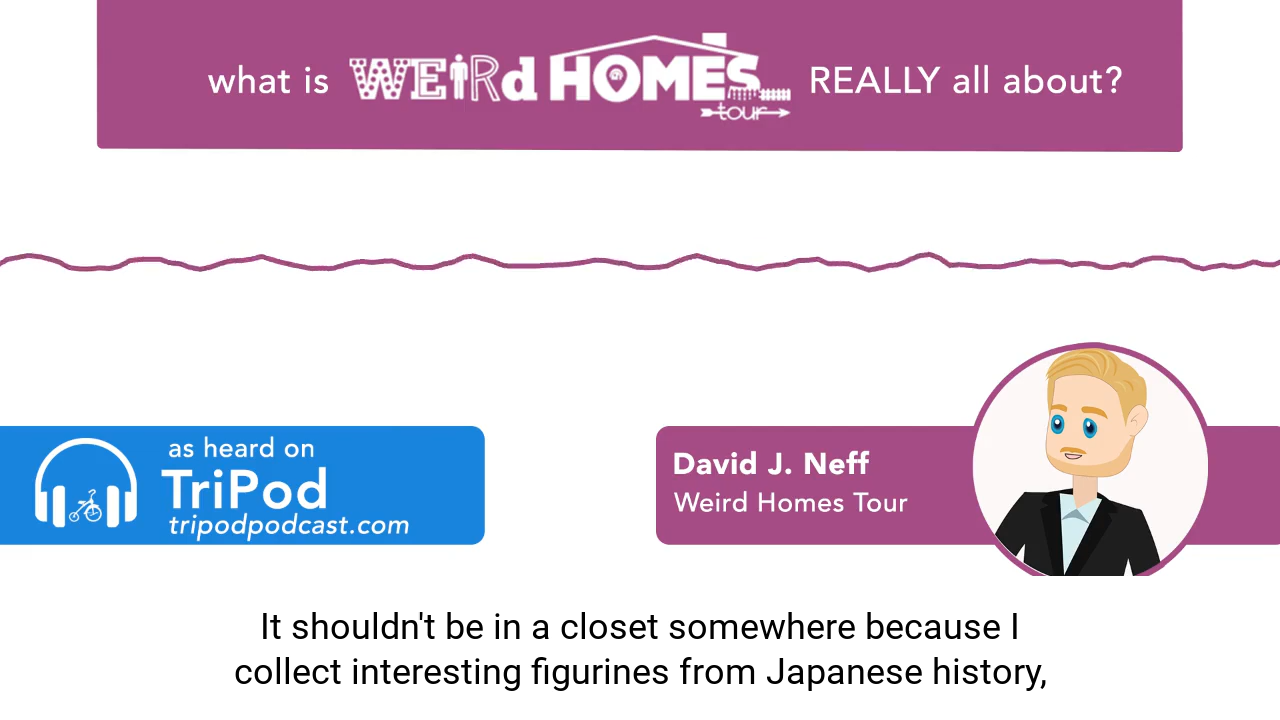 what is WEiRd HOMES tour REALLY all about?
as heard on
TriPod
tripodpodcast.com
David J. Neff
Weird Homes Tour
It shouldn't be in a closet somewhere because I
collect interesting figurines from Japanese history,